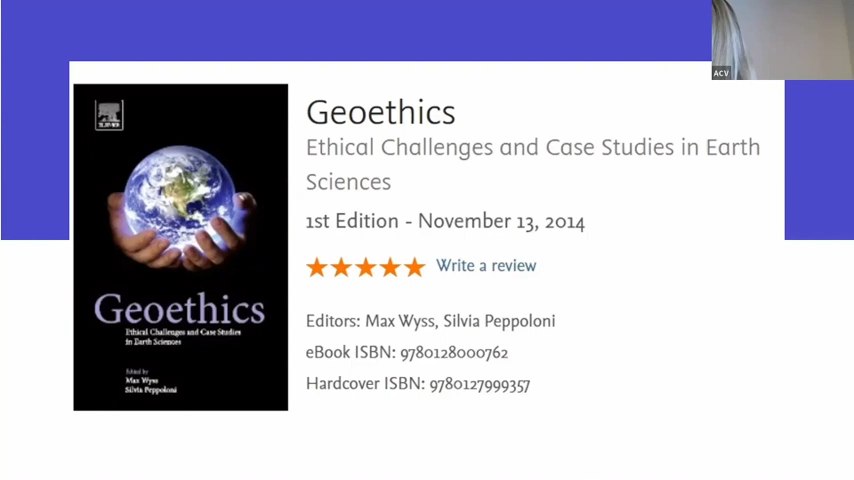 ACV
Geoethics
Ethical Challenges and Case Studies in Earth
Sciences
1st Edition - November 13, 2014
Write a review
Editors: Max Wyss, Silvia Peppoloni
eBook ISBN: 9780128000762
Hardcover ISBN: 9780127999357
Geoethics
Ethical Challenges and Case Studies
in Earth Sciences
Edited by
Max Wyss
Silvia Peppoloni